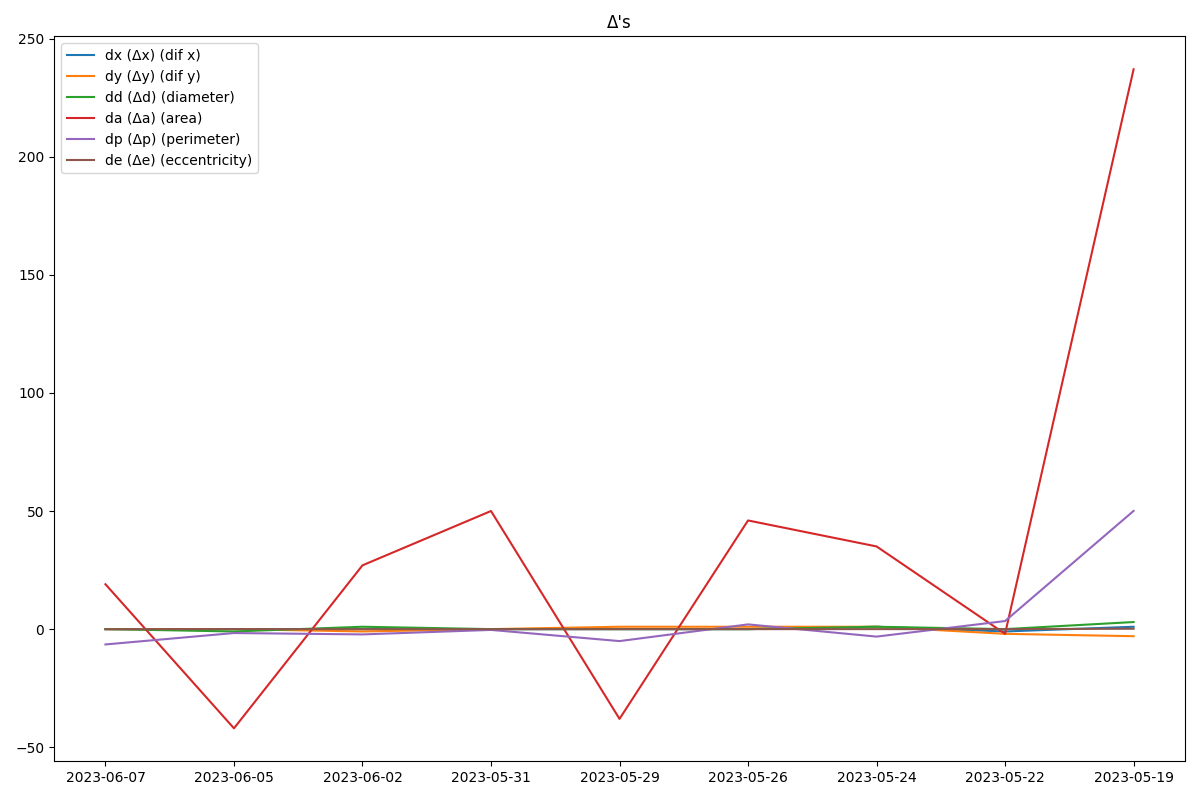 Δ's
dx (Δx) (dif x)
dy (Δy) (dif y)
dd (Δd) (diameter)
da (Δa) (area)
dp (Δp) (perimeter)
de (Δe) (eccentricity)
250
200
150
100
50
0
−50
2023-06-07 2023-06-05 2023-06-02 2023-05-31 2023-05-29 2023-05-26 2023-05-24 2023-05-22 2023-05-19